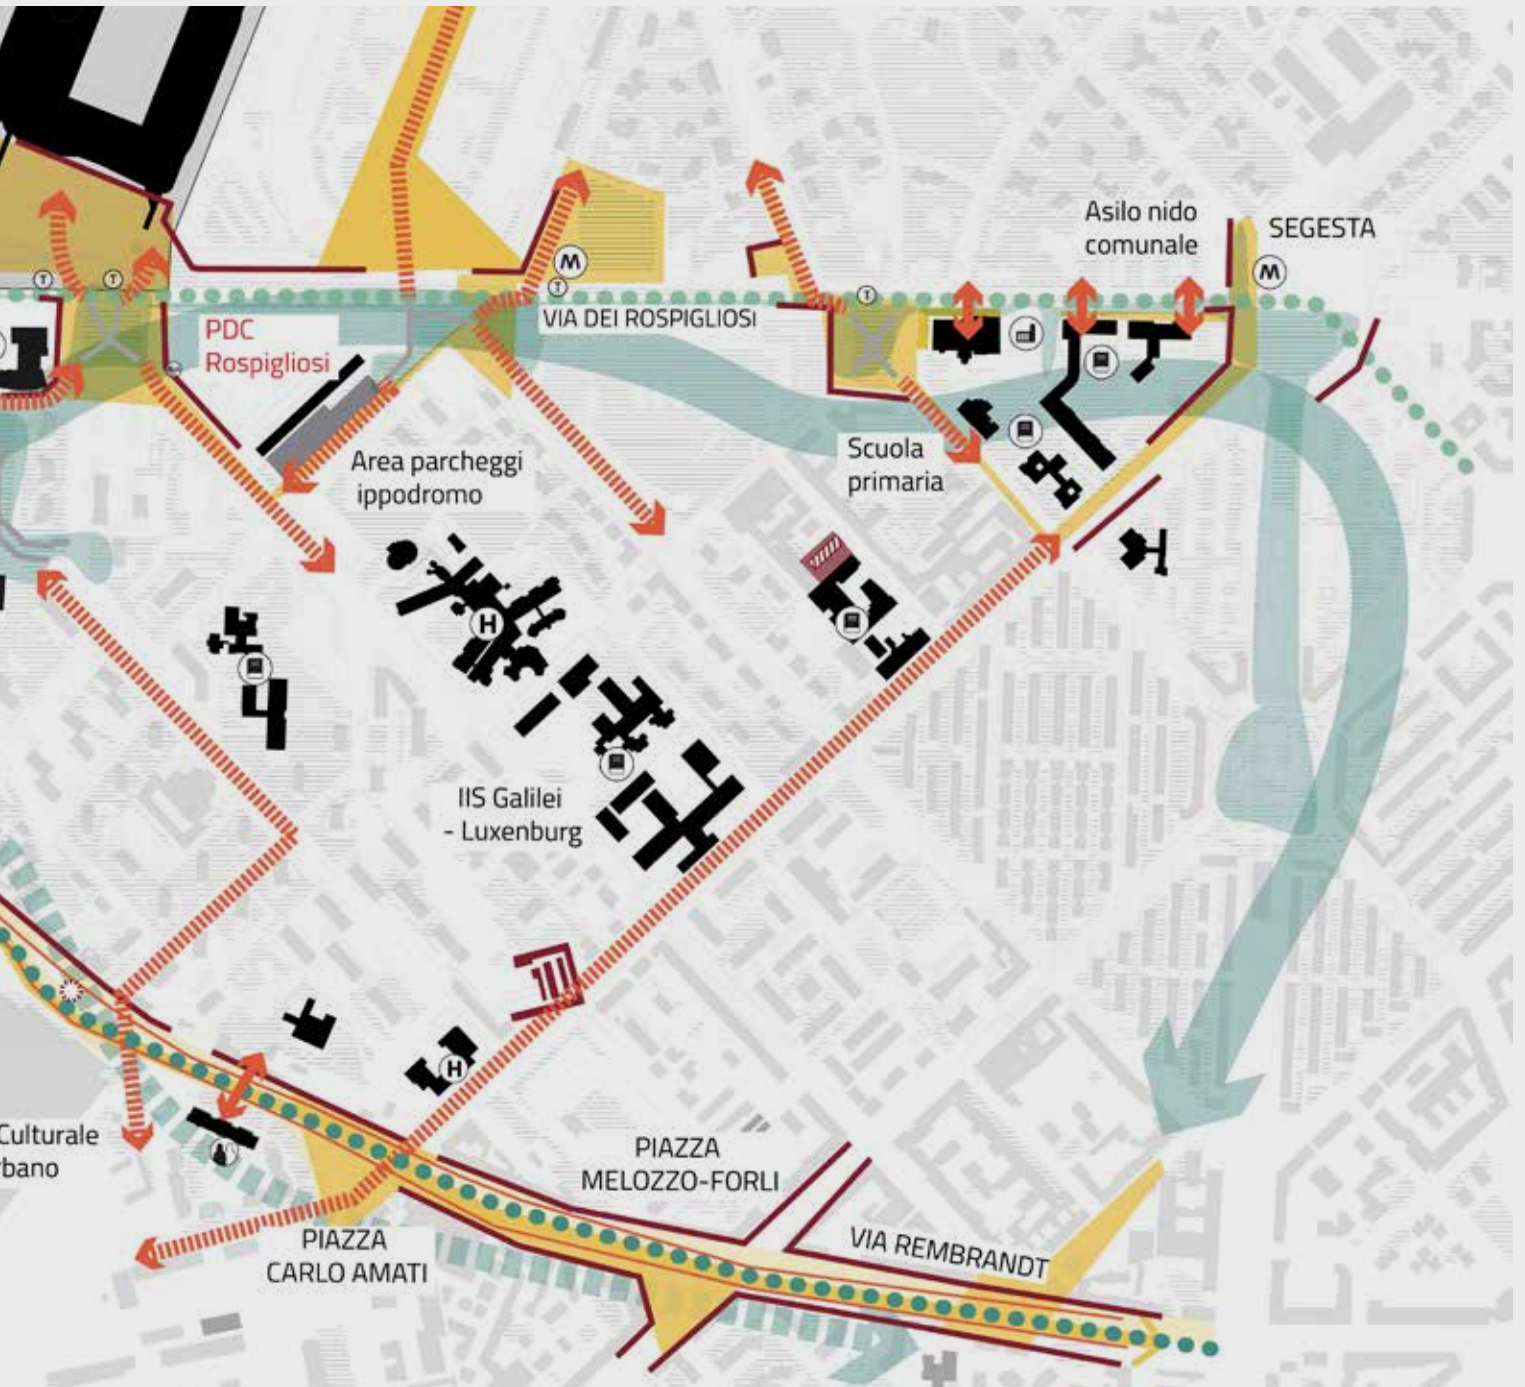 Asilo nido
comunale
SEGESTA
M
M
T
T
T
T
VIA DEI ROSPIGLIOSI
PDC
Rospigliosi
Area parcheggi
ippodromo
Scuola
primaria
H
IIS Galilei
- Luxenburg
H
Culturale
rbano
PIAZZA
MELOZZO-FORLI
VIA REMBRANDT
PIAZZA
CARLO AMATI